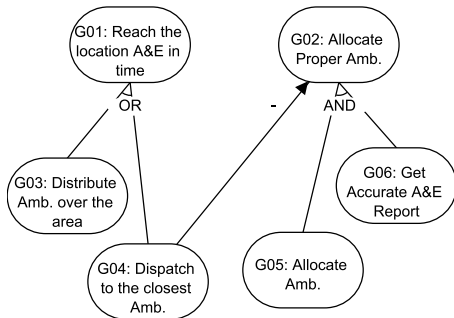 G01: Reach the
location A&E in
time
G02: Allocate
Proper Amb.
OR
-
AND
G03: Distribute
Amb. over the
area
G06: Get
Accurate A&E
Report
G04: Dispatch
to the closest
Amb.
G05: Allocate
Amb.